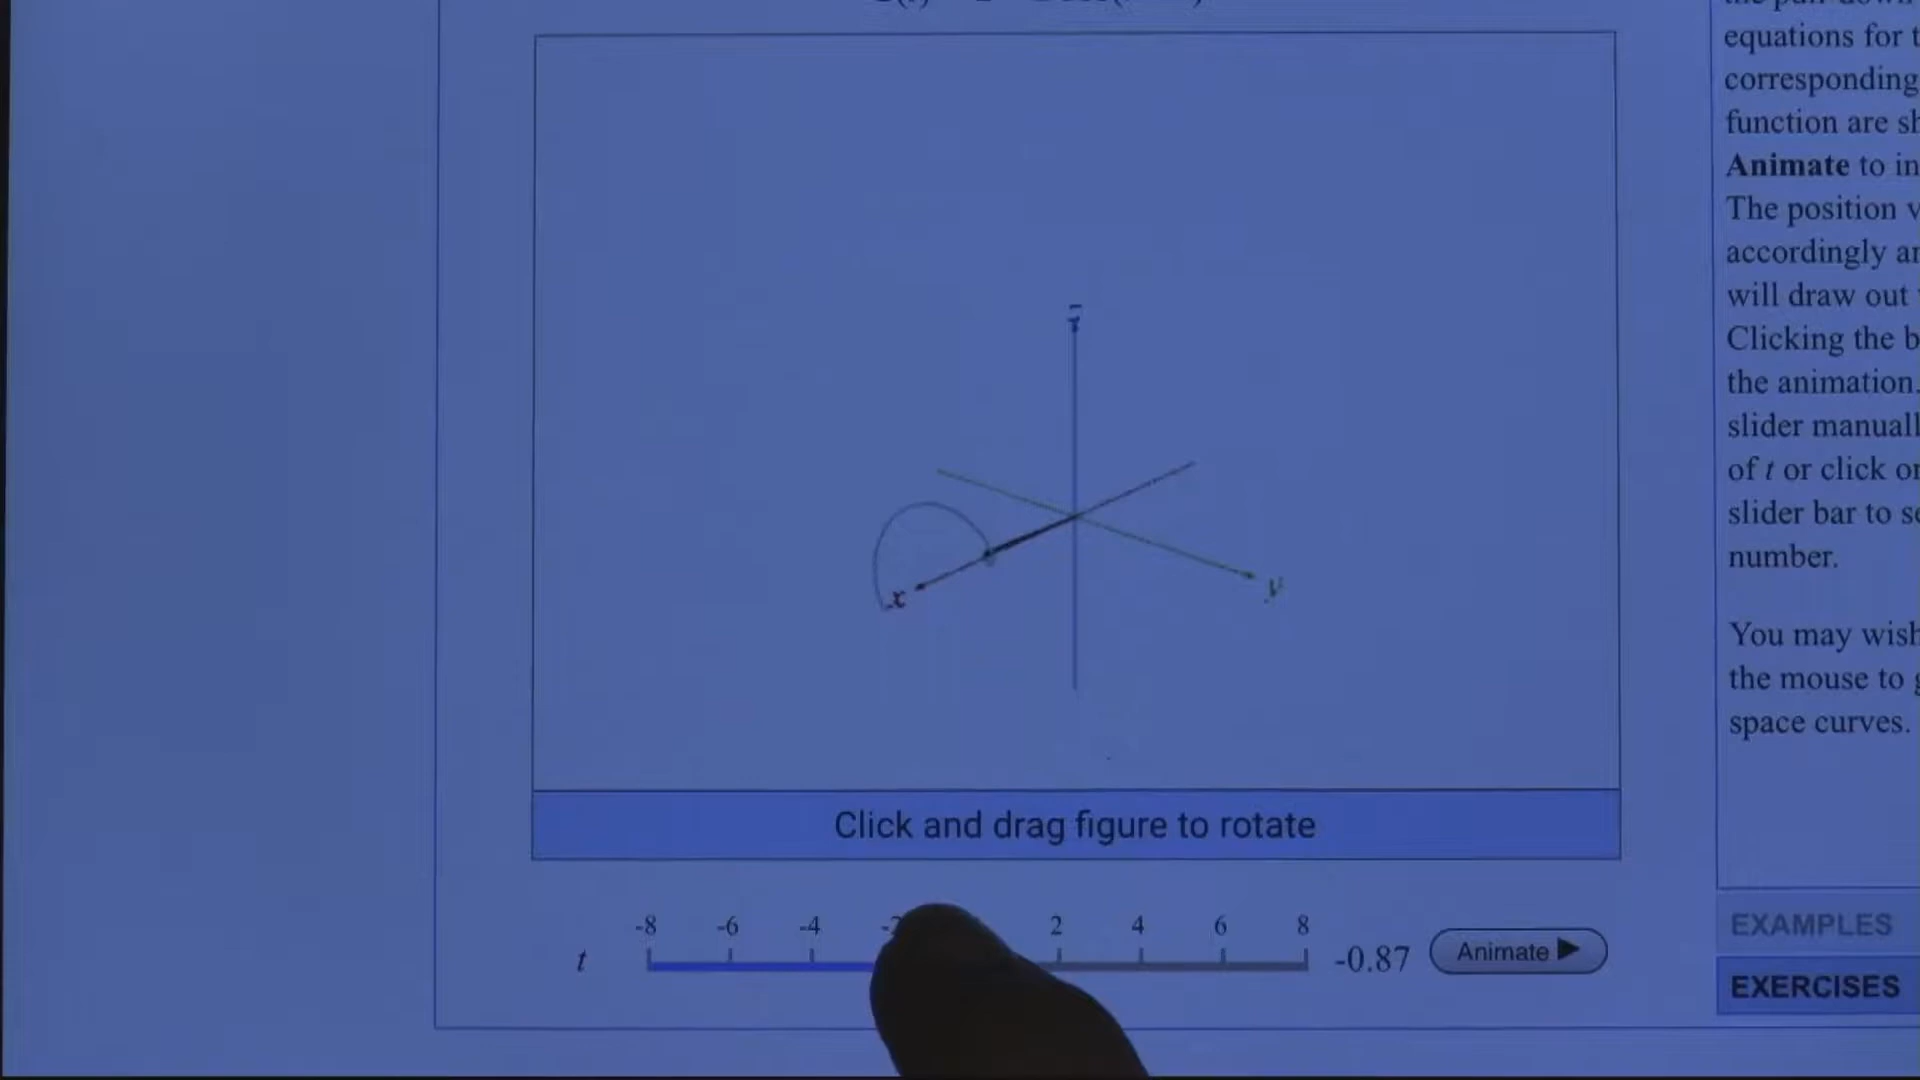 equations for t
corresponding
function are sh
Animate to in
The position v
accordingly an
will draw out
Clicking the b
the animation.
slider manuall
of t or click or
slider bar to se
number.
You may wish
the mouse to g
space curves.
z
x
y
Click and drag figure to rotate
-8 -6 -4 2 4 6 8
t -0.87 Animate ▶
EXAMPLES
EXERCISES